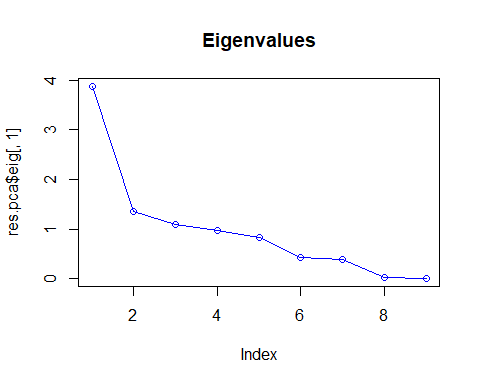 Eigenvalues
res.pca$eig[, 1]
4
3
2
1
0
2 4 6 8
Index